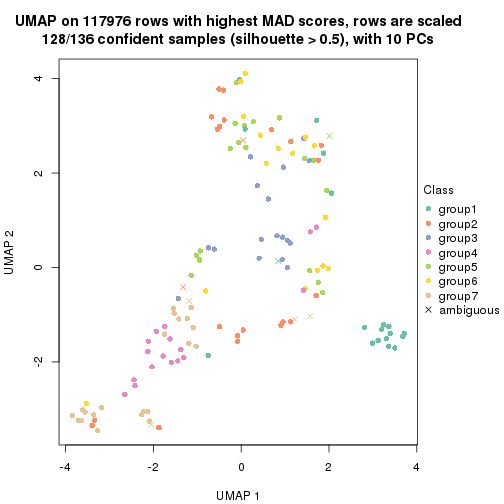 UMAP on 117976 rows with highest MAD scores, rows are scaled
128/136 confident samples (silhouette > 0.5), with 10 PCs
4
2
0
-2
UMAP 2
-4
-2
0
2
4
UMAP 1
Class
group1
group2
group3
group4
group5
group6
group7
ambiguous